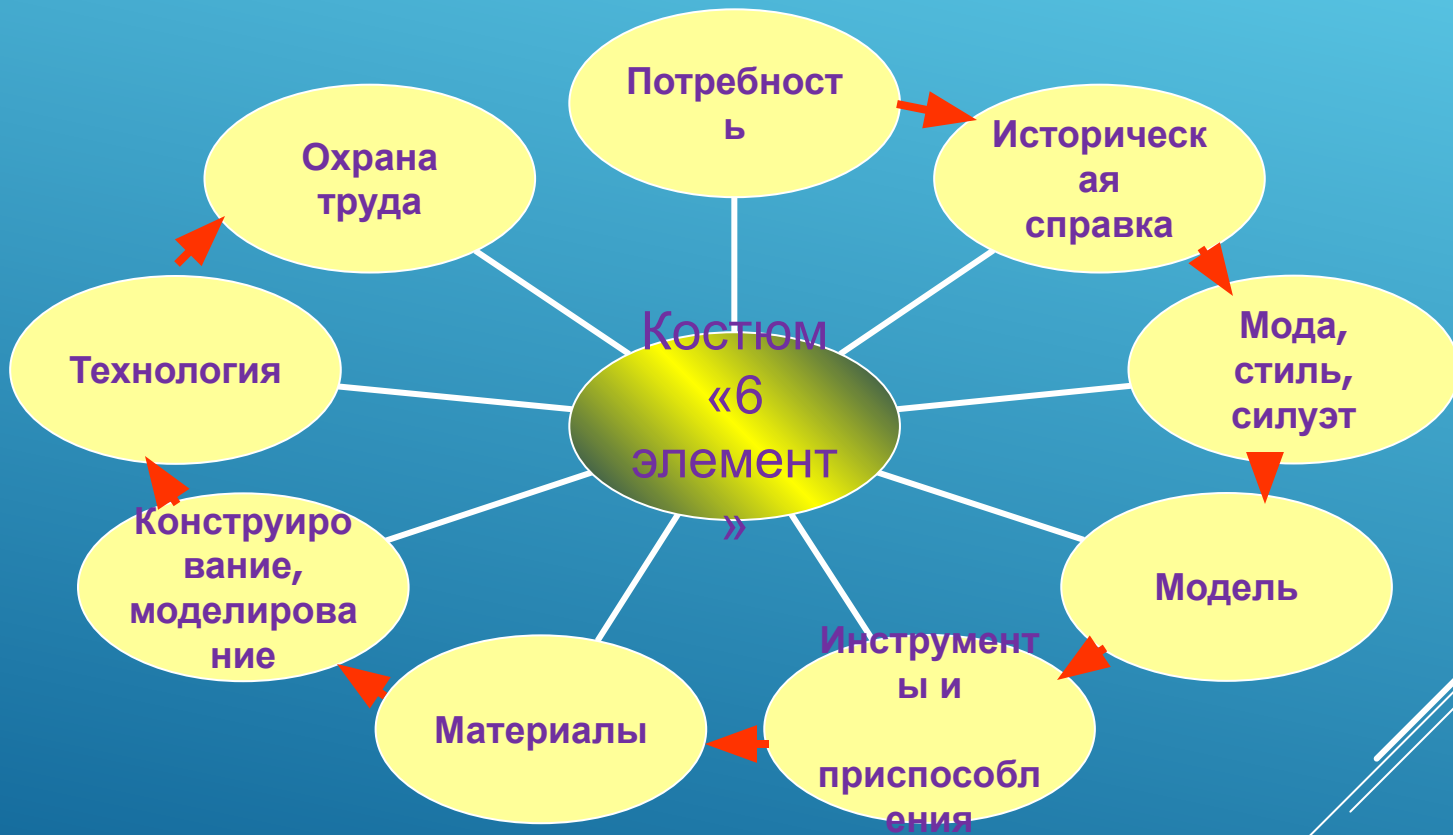 Потребност
ь
Историческ
ая
справка
Мода,
стиль,
силуэт
Модель
Инструмент
ы и
приспособл
ения
Материалы
Конструиро
вание,
моделирова
ние
Технология
Охрана
труда
Костюм
«6
элемент
»